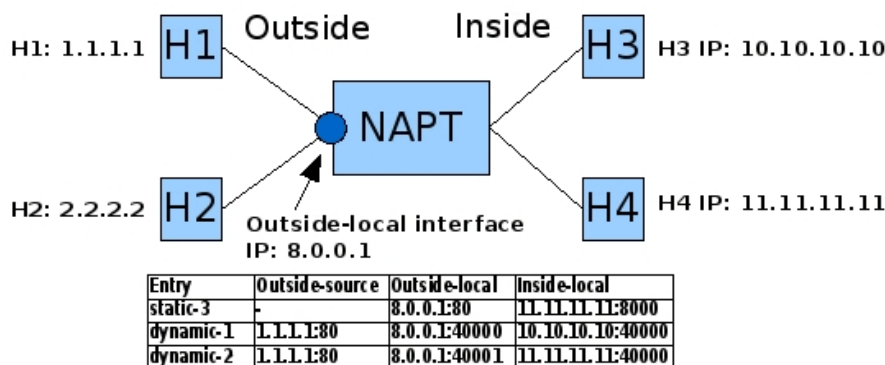 Outside Inside
H1: 1.1.1.1 H1 H3 H3 IP: 10.10.10.10
NAPT
H2: 2.2.2.2 H2 H4 H4 IP: 11.11.11.11
Outside-local interface
IP: 8.0.0.1
Entry Outside-source Outside-local Inside-local
static-3 - 8.0.0.1:80 11.11.11.11:8000
dynamic-1 1.1.1.1:80 8.0.0.1:40000 10.10.10.10:40000
dynamic-2 1.1.1.1:80 8.0.0.1:40001 11.11.11.11:40000